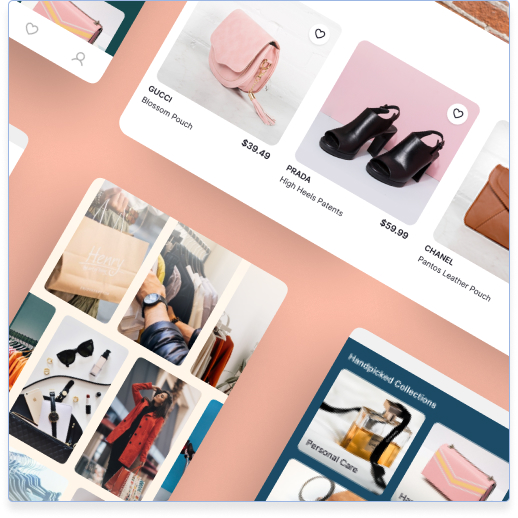 GUCCI
Blossom Pouch
$39.49
PRADA
High Heels Patents
$59.99
CHANEL
Pantos Leather Pouch
Henry
Handpicked Collections
Personal Care